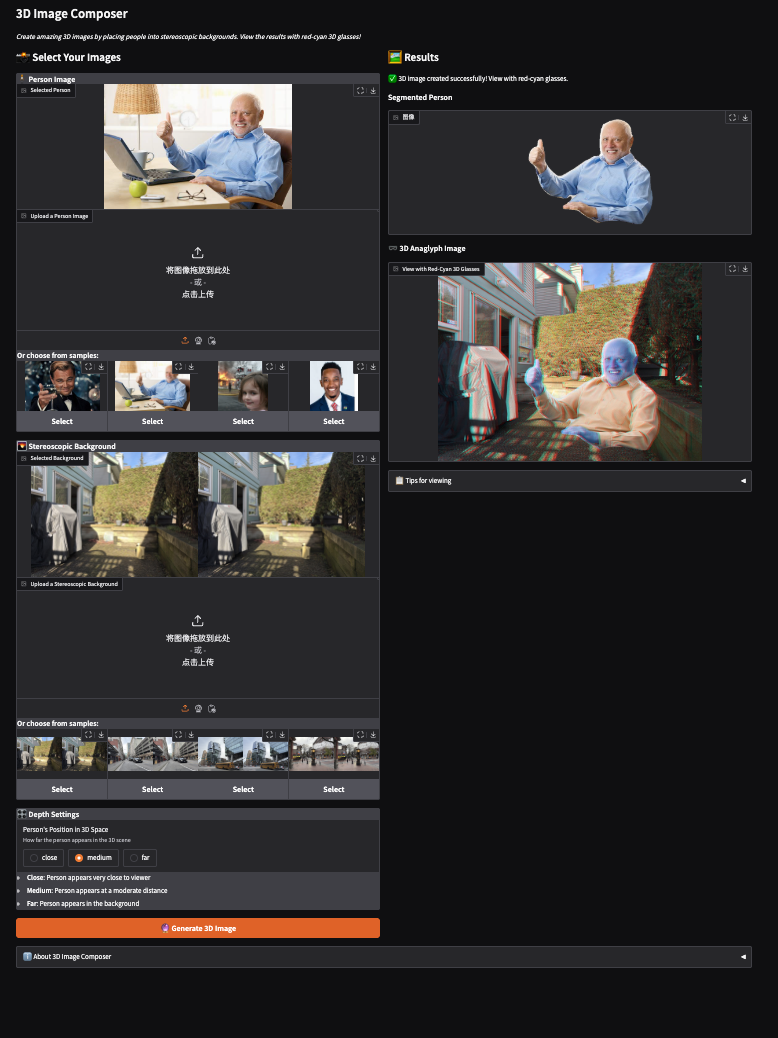 3D Image Composer
Create amazing 3D images by placing people into stereoscopic backgrounds. View the results with red-cyan 3D glasses!
Select Your Images
Person Image
Selected Person
Upload a Person Image
将图像拖放到此处
- 或 -
点击上传
Or choose from samples:
Select
Select
Select
Select
Stereoscopic Background
Selected Background
Upload a Stereoscopic Background
将图像拖放到此处
- 或 -
点击上传
Or choose from samples:
Select
Select
Select
Select
Depth Settings
Person's Position in 3D Space
How far the person appears in the 3D scene
close
medium
far
Close: Person appears very close to viewer
Medium: Person appears at a moderate distance
Far: Person appears in the background
Generate 3D Image
Results
3D image created successfully! View with red-cyan glasses.
Segmented Person
图像
3D Anaglyph Image
View with Red-Cyan 3D Glasses
Tips for viewing
About 3D Image Composer